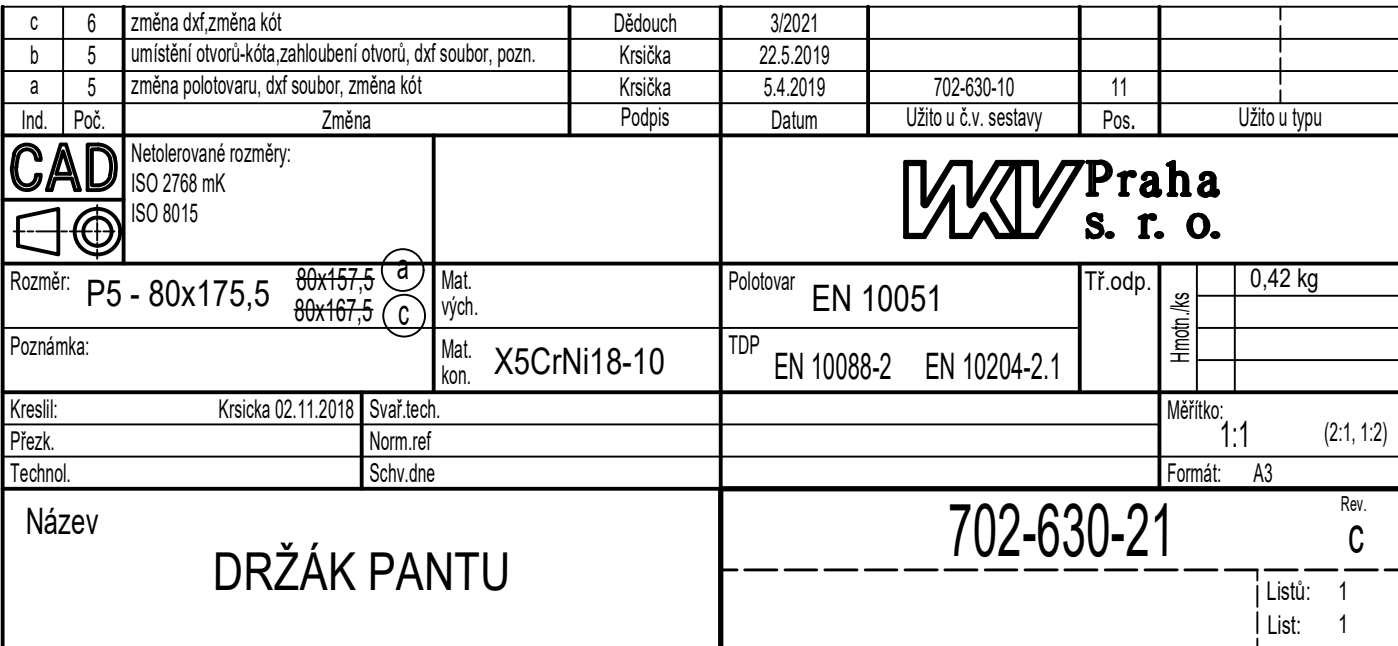 c 6 změna dxf,změna kót Dědouch 3/2021
b 5 umístění otvorů-kóta,zahloubení otvorů, dxf soubor, pozn. Krsička 22.5.2019
a 5 změna polotovaru, dxf soubor, změna kót Krsička 5.4.2019 702-630-10 11
Ind. Poč. Změna Podpis Datum Užito u č.v. sestavy Pos. Užito u typu
CAD
Netolerované rozměry:
ISO 2768 mK
ISO 8015
VKV Praha
s. r. o.
Rozměr: P5 - 80x175,5 80x157,5 a
80x167,5 c
Mat.
vých.
Polotovar EN 10051
Tř.odp.
Hmotn./ks
0,42 kg
Poznámka:
Mat.
kon. X5CrNi18-10
TDP EN 10088-2 EN 10204-2.1
Kreslil: Krsicka 02.11.2018 Svař.tech.
Přezk. Norm.ref
Technol. Schv.dne
Měřítko:
1:1 (2:1, 1:2)
Formát: A3
Název
DRŽÁK PANTU
702-630-21
Rev.
C
Listů: 1
List: 1